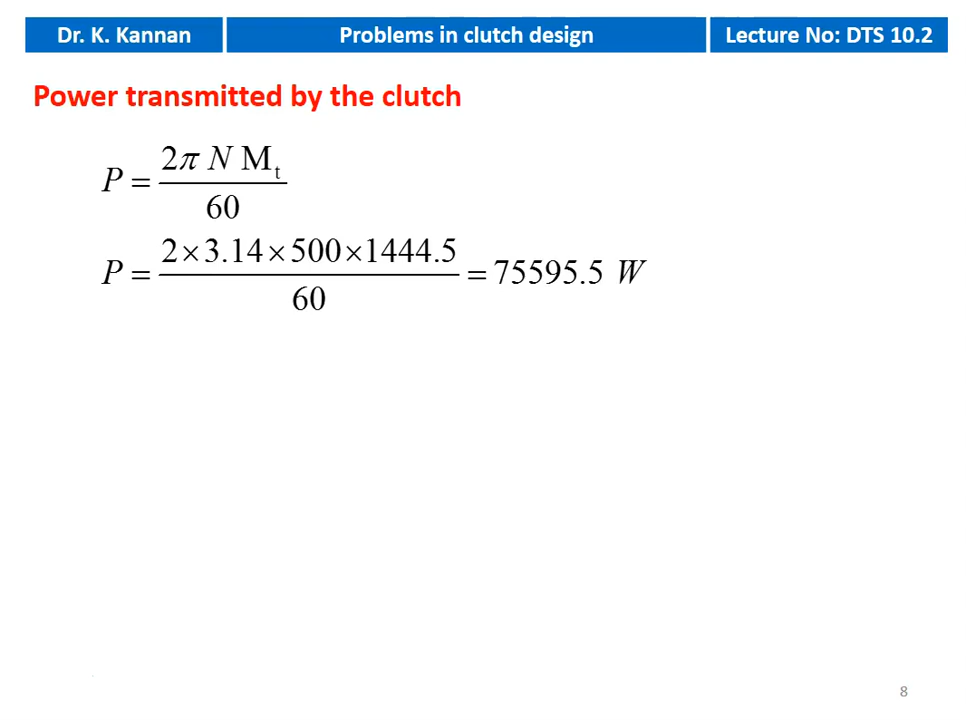 Dr. K. Kannan
Problems in clutch design
Lecture No: DTS 10.2
Power transmitted by the clutch
P = 2π N Mₜ / 60
P = 2×3.14×500×1444.5 / 60 = 75595.5 W
8